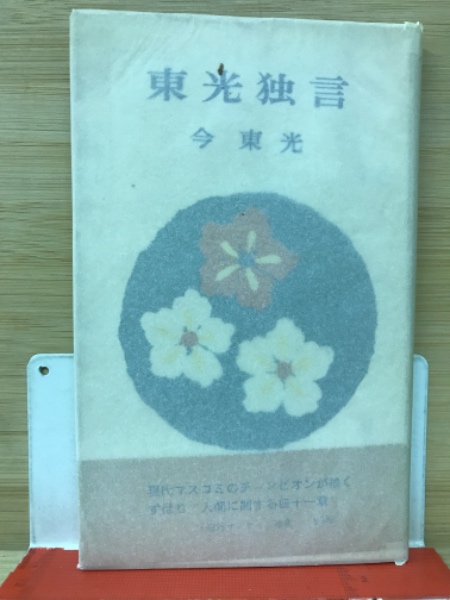 東光独言
今東光
現代マスコミのチャンピオンが描く
ずばり"人間に関する五十一章"